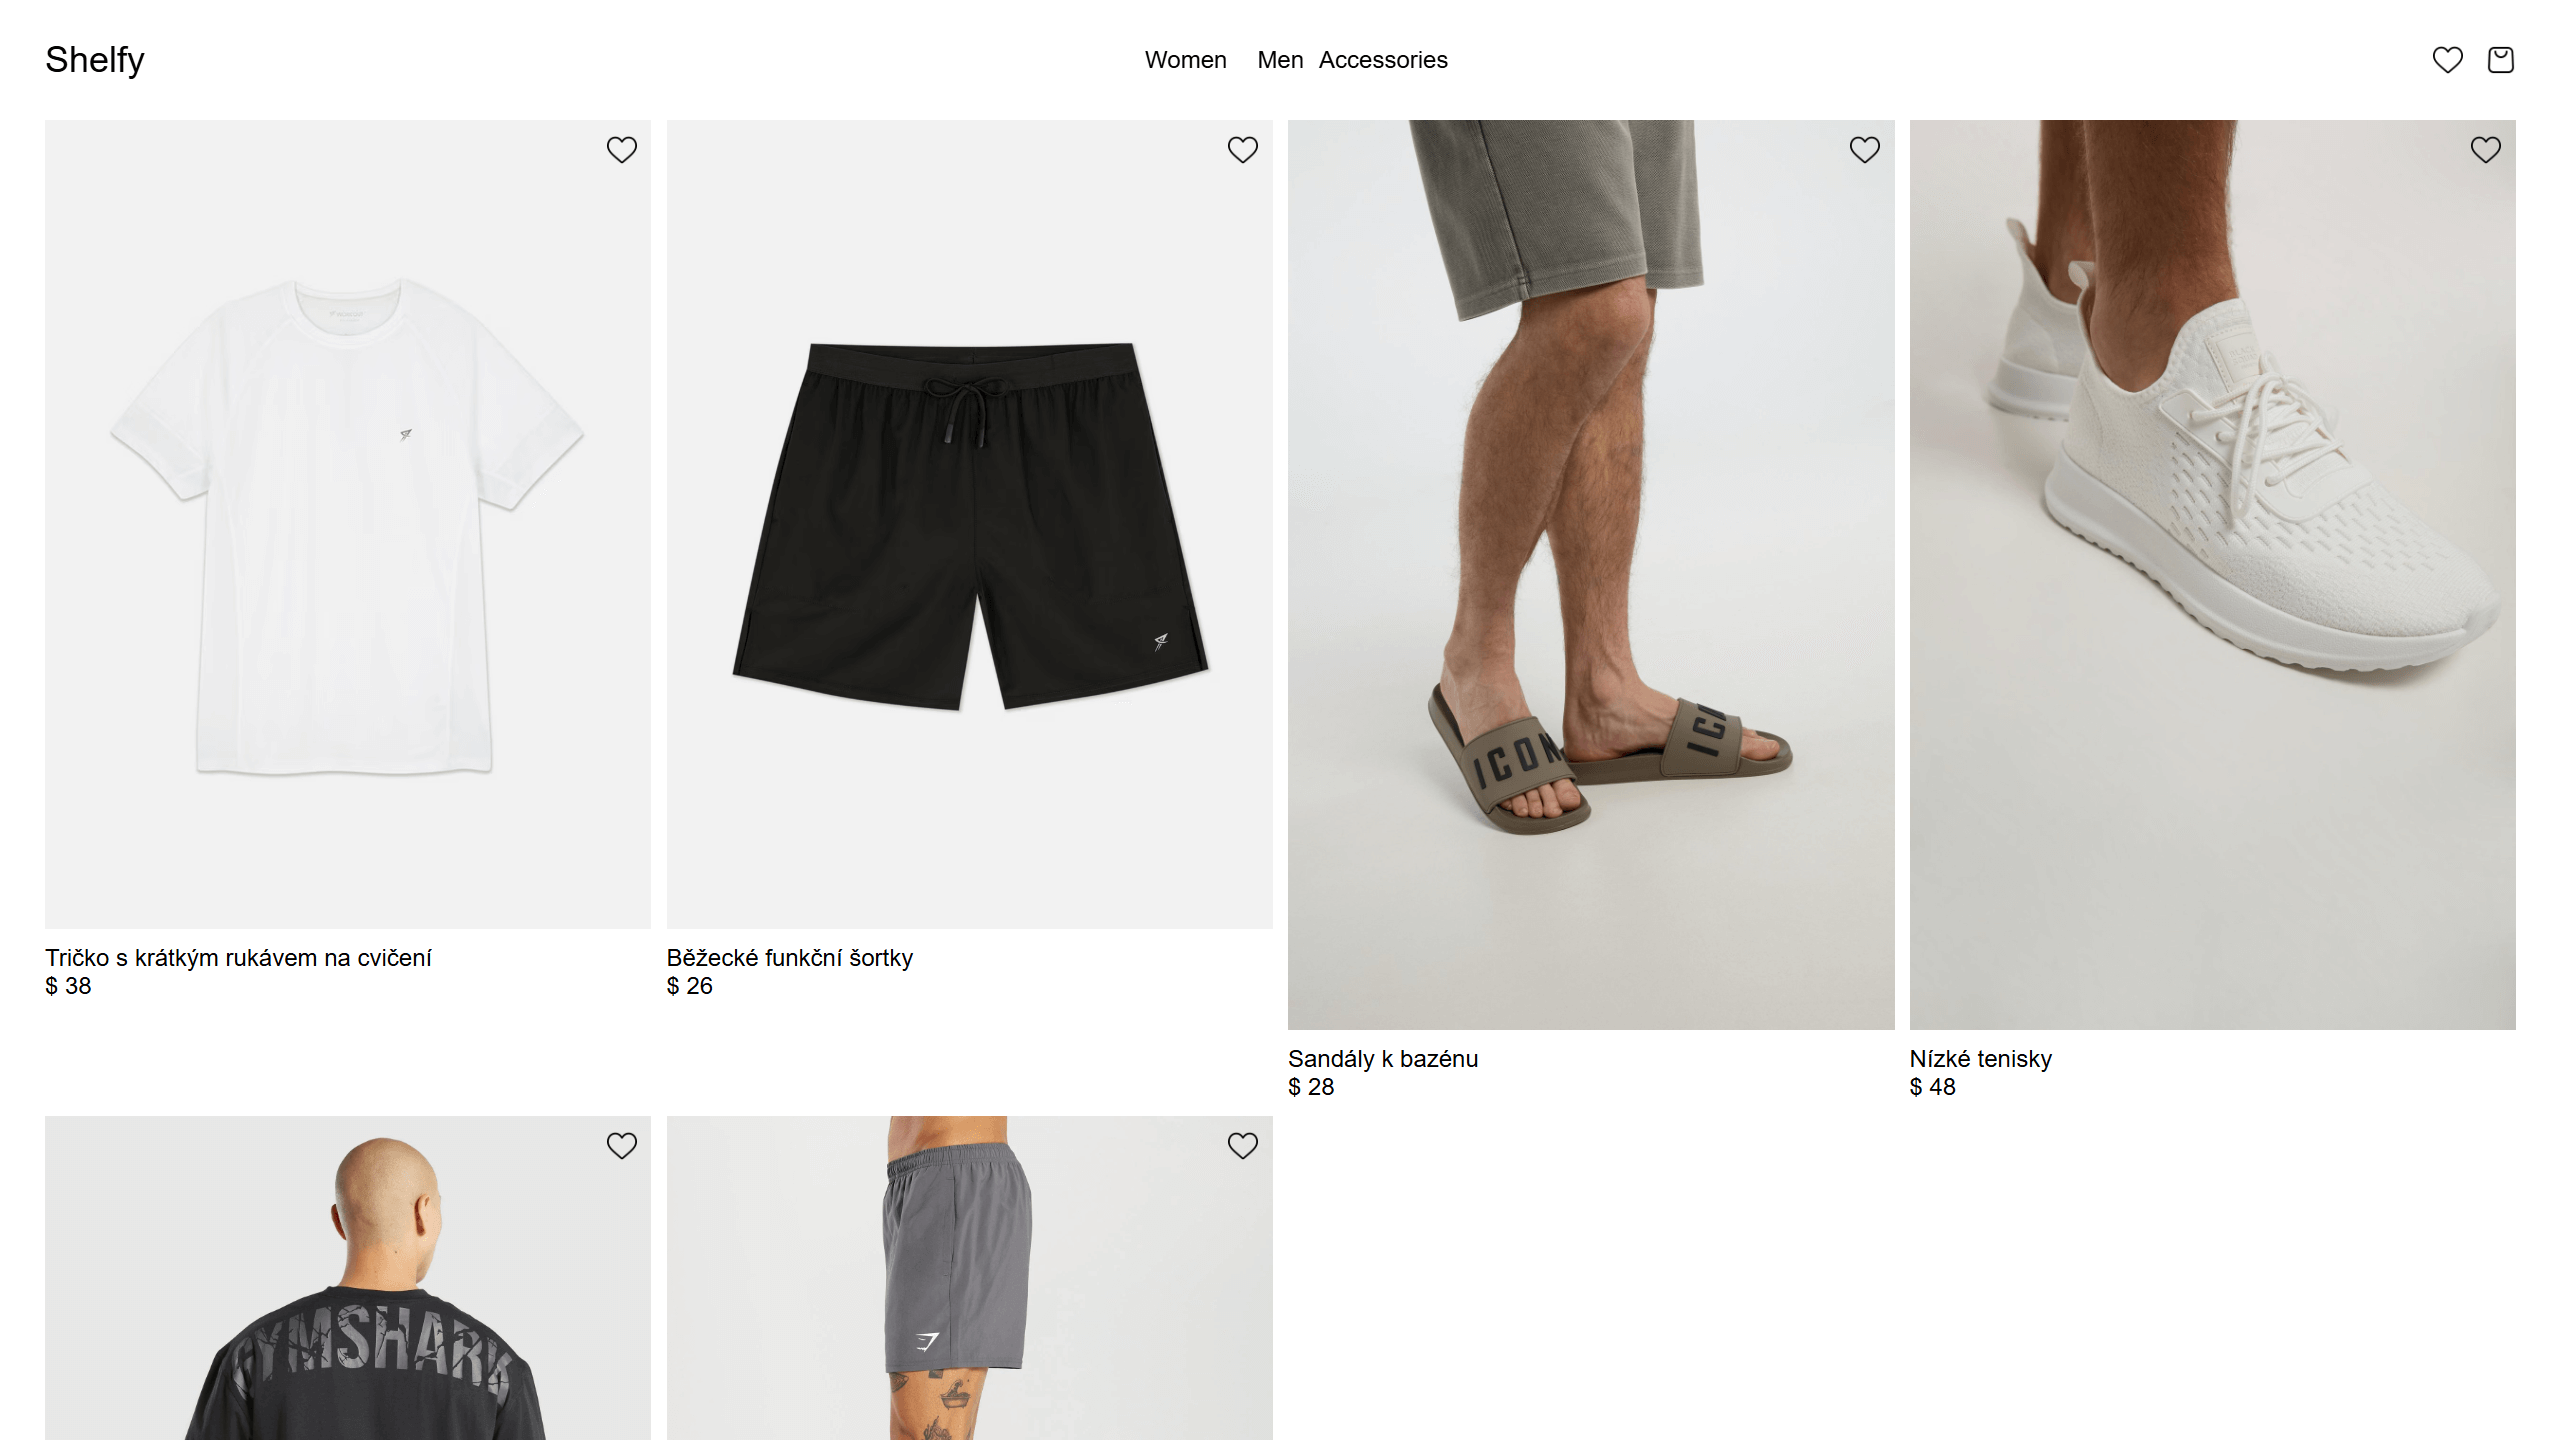 Shelfy
Women Men Accessories
ICON
IC
Tričko s krátkým rukávem na cvičení
$ 38
Běžecké funkční šortky
$ 26
Sandály k bazénu
$ 28
Nízké tenisky
$ 48
GYMSHARK